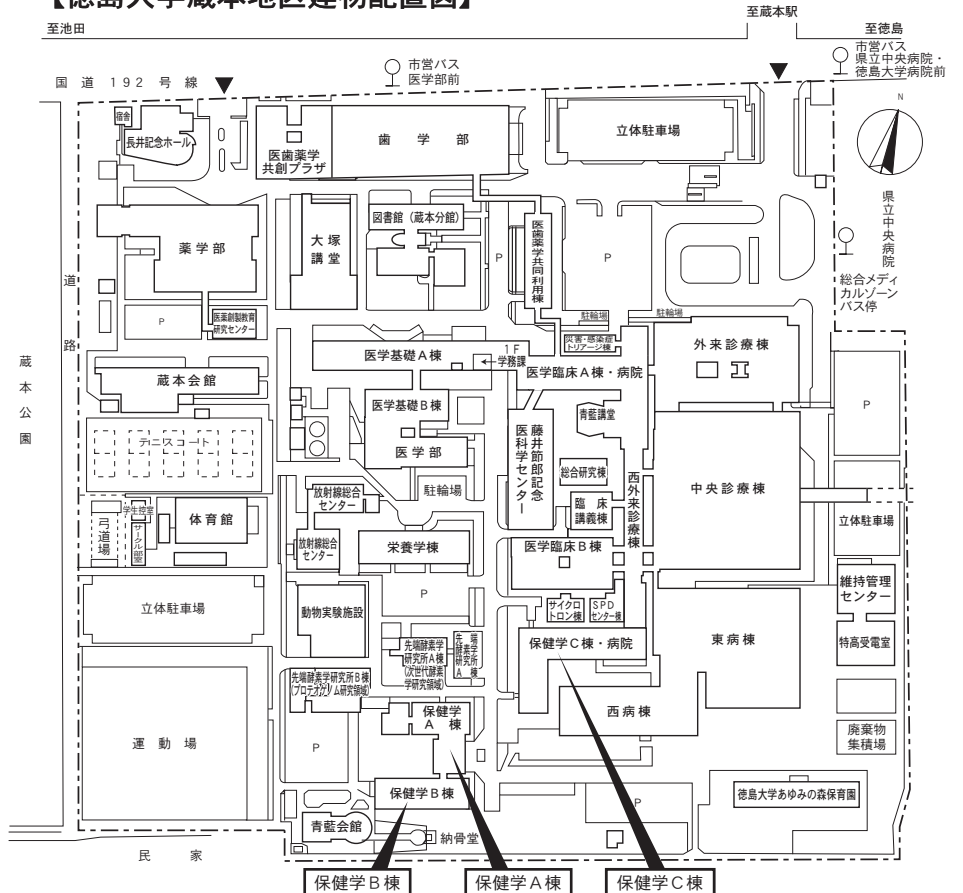 【徳島大学蔵本地区建物配置図】
至蔵本駅
至池田
至徳島
市営バス
医学部前
市営バス
県立中央病院・
徳島大学病院前
国道192号線
N
宿舎
長井記念ホール
医歯薬学
共創プラザ
歯学部
立体駐車場
県立中央病院
図書館(蔵本分館)
大塚
講堂
医歯薬学共同利用棟
薬学部
P
P
総合メディ
カルゾーン
バス停
道路
P
医薬創製教育
研究センター
駐輪場
駐輪場
災害・感染症
トリアージ棟
外来診療棟
医学基礎A棟
1F
学務課
医学臨床A棟・病院
蔵本公園
蔵本会館
医学基礎B棟
青藍講堂
P
テニスコート
医学部
藤井節郎記念
医科学センター
総合研究棟
西外来診療棟
中央診療棟
放射線総合
センター
駐輪場
臨床
講義棟
学生控室
弓道場
サークル部室
体育館
立体駐車場
放射線総合
センター
栄養学棟
医学臨床B棟
維持管理
センター
P
立体駐車場
動物実験施設
サイクロ
トロン棟
SPD
センター棟
東病棟
特高受電室
先端酵素学
研究所A棟
(次世代酵素
学研究領域)
先端
酵素学
研究所
A棟
保健学C棟・病院
先端酵素学研究所B棟
(プロテオゲノム研究領域)
西病棟
保健学
A棟
運動場
P
廃棄物
集積場
保健学B棟
P
徳島大学あゆみの森保育園
青藍会館
納骨堂
民家
保健学B棟
保健学A棟
保健学C棟